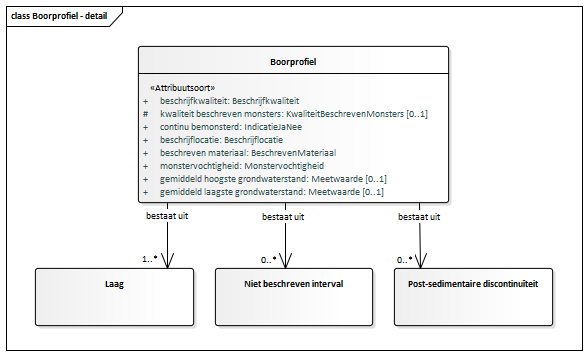 class Boorprofiel - detail
Boorprofiel
«Attribuutsoort»
+ beschrijfkwaliteit: Beschrijfkwaliteit
# kwaliteit beschreven monsters: KwaliteitBeschrevenMonsters [0..1]
+ continu bemonsterd: IndicatieJaNee
+ beschrijflocatie: Beschrijflocatie
+ beschreven materiaal: BeschrevenMateriaal
+ monstervochtigheid: Monstervochtigheid
+ gemiddeld hoogste grondwaterstand: Meetwaarde [0..1]
+ gemiddeld laagste grondwaterstand: Meetwaarde [0..1]
bestaat uit bestaat uit bestaat uit
1..* 0..* 0..*
Laag Niet beschreven interval Post-sedimentaire discontinuiteit